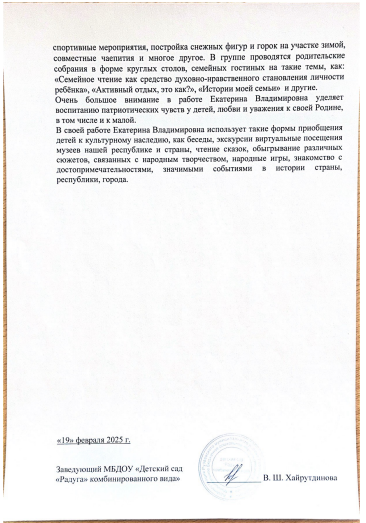 спортивные мероприятия, постройка снежных фигур и горок на участке зимой,
совместные чаепития и многое другое. В группе проводятся родительские
собрания в форме круглых столов, семейных гостиных на такие темы, как:
«Семейное чтение как средство духовно-нравственного становления личности
ребёнка», «Активный отдых, это как?», «Истории моей семьи» и другие.
Очень большое внимание в работе Екатерина Владимировна уделяет
воспитанию патриотических чувств у детей, любви и уважения к своей Родине,
в том числе и к малой.
В своей работе Екатерина Владимировна использует такие формы приобщения
детей к культурному наследию, как беседы, экскурсии виртуальные посещения
музеев нашей республике и страны, чтение сказок, обыгрывание различных
сюжетов, связанных с народным творчеством, народные игры, знакомство с
достопримечательностями, значимыми событиями в истории страны,
республики, города.
«19» февраля 2025 г.
Заведующий МБДОУ «Детский сад
«Радуга» комбинированного вида» В. Ш. Хайрутдинова